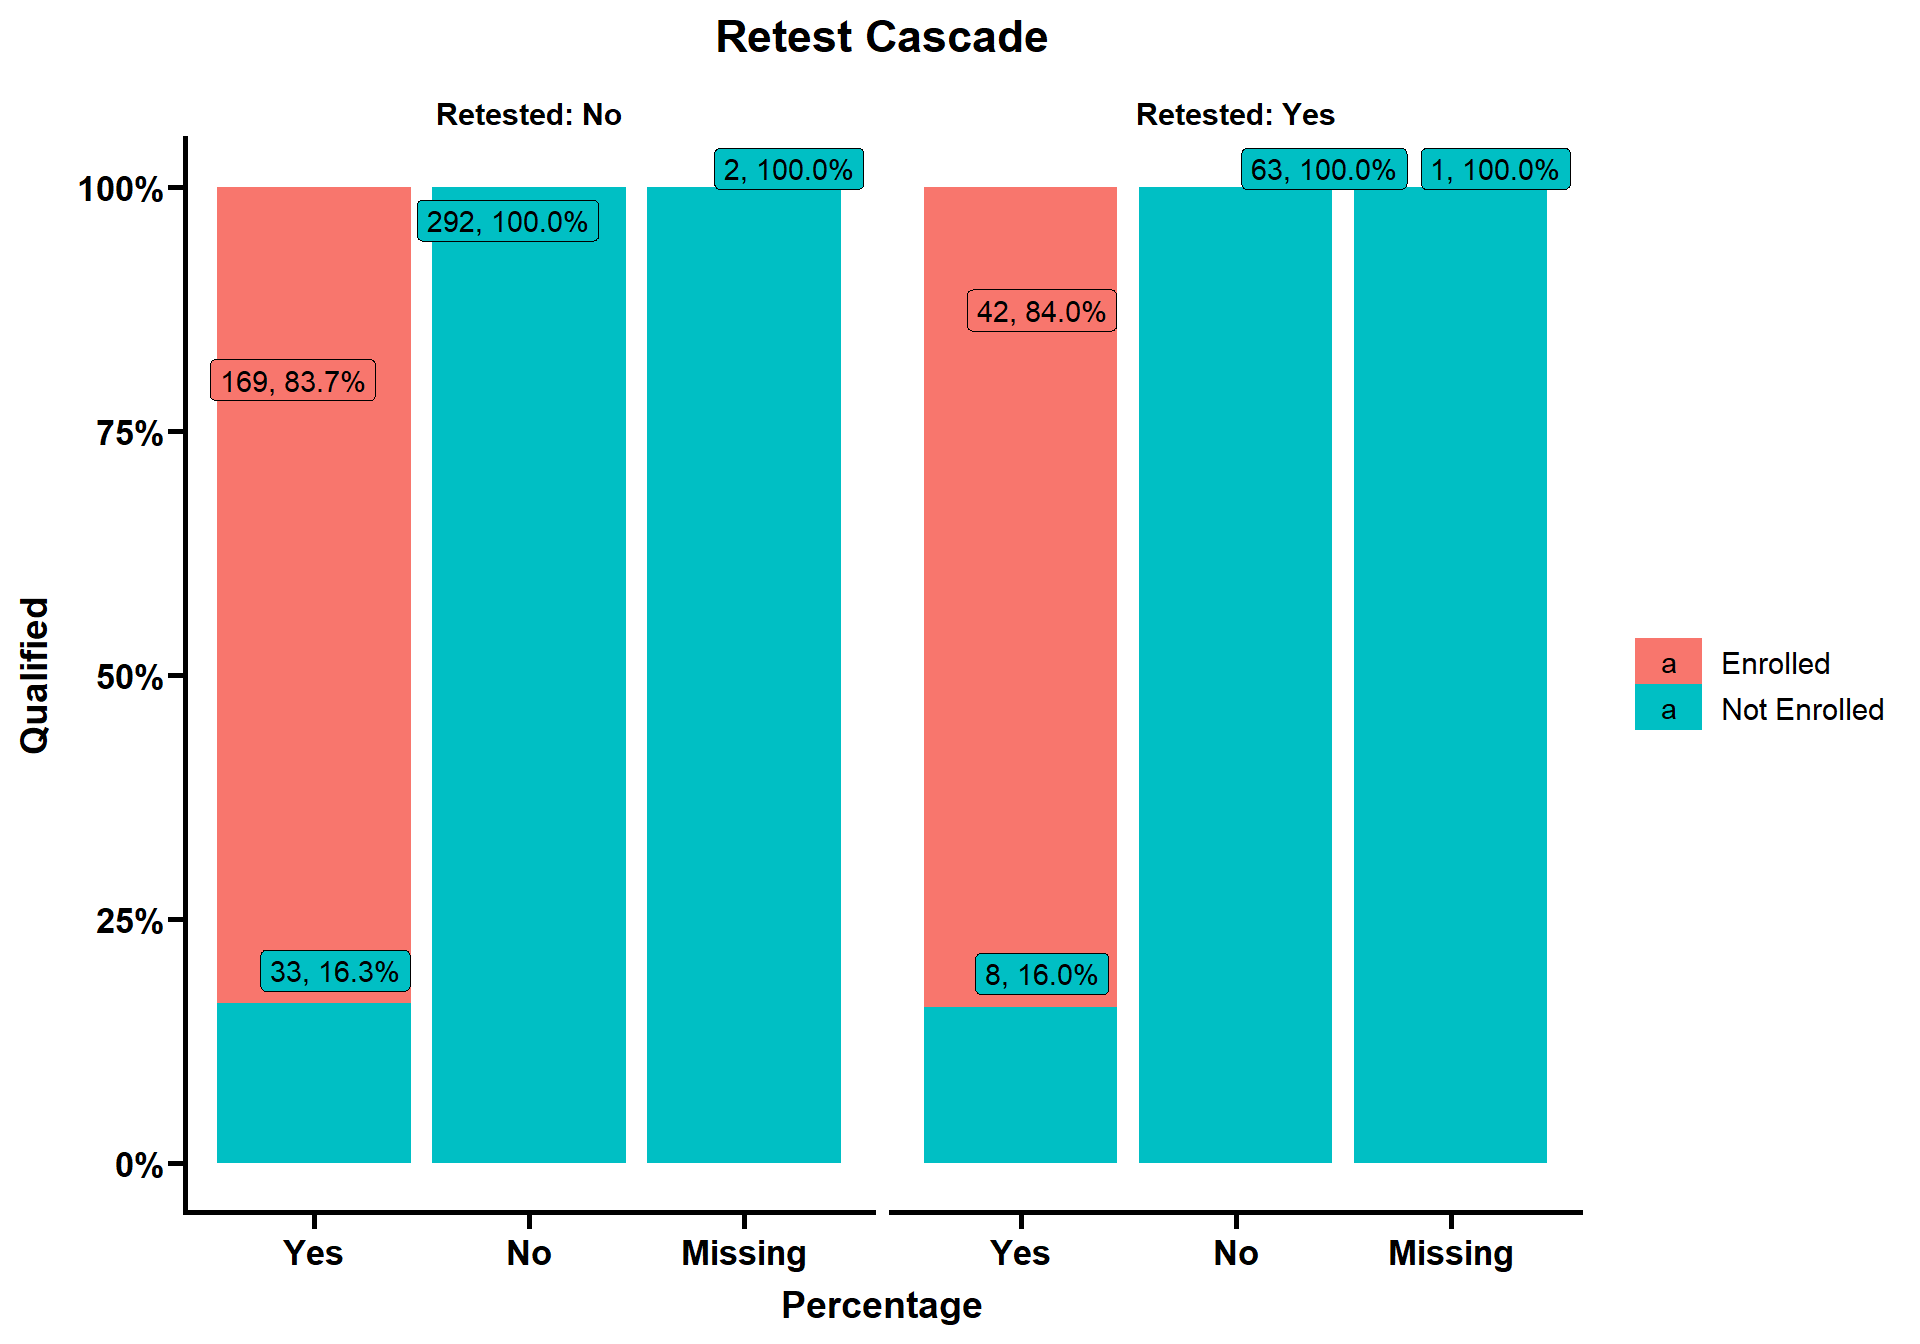 Retest Cascade
Retested: No
Retested: Yes
2, 100.0%
63, 100.0%
1, 100.0%
100%
292, 100.0%
42, 84.0%
169, 83.7%
75%
Qualified
50%
a Enrolled
a Not Enrolled
25%
33, 16.3%
8, 16.0%
0%
Yes No Missing Yes No Missing
Percentage